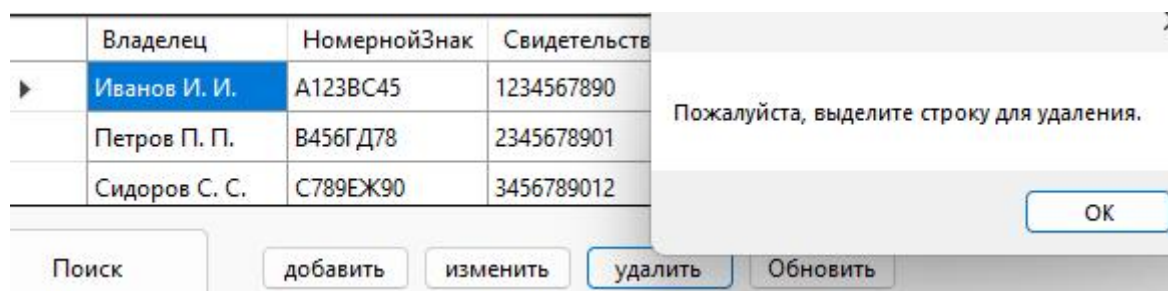 Владелец НомернойЗнак Свидетельств
Иванов И. И. А123ВС45 1234567890
Петров П. П. В456ГД78 2345678901
Сидоров С. С. С789ЕЖ90 3456789012
Пожалуйста, выделите строку для удаления.
ОК
Поиск добавить изменить удалить Обновить